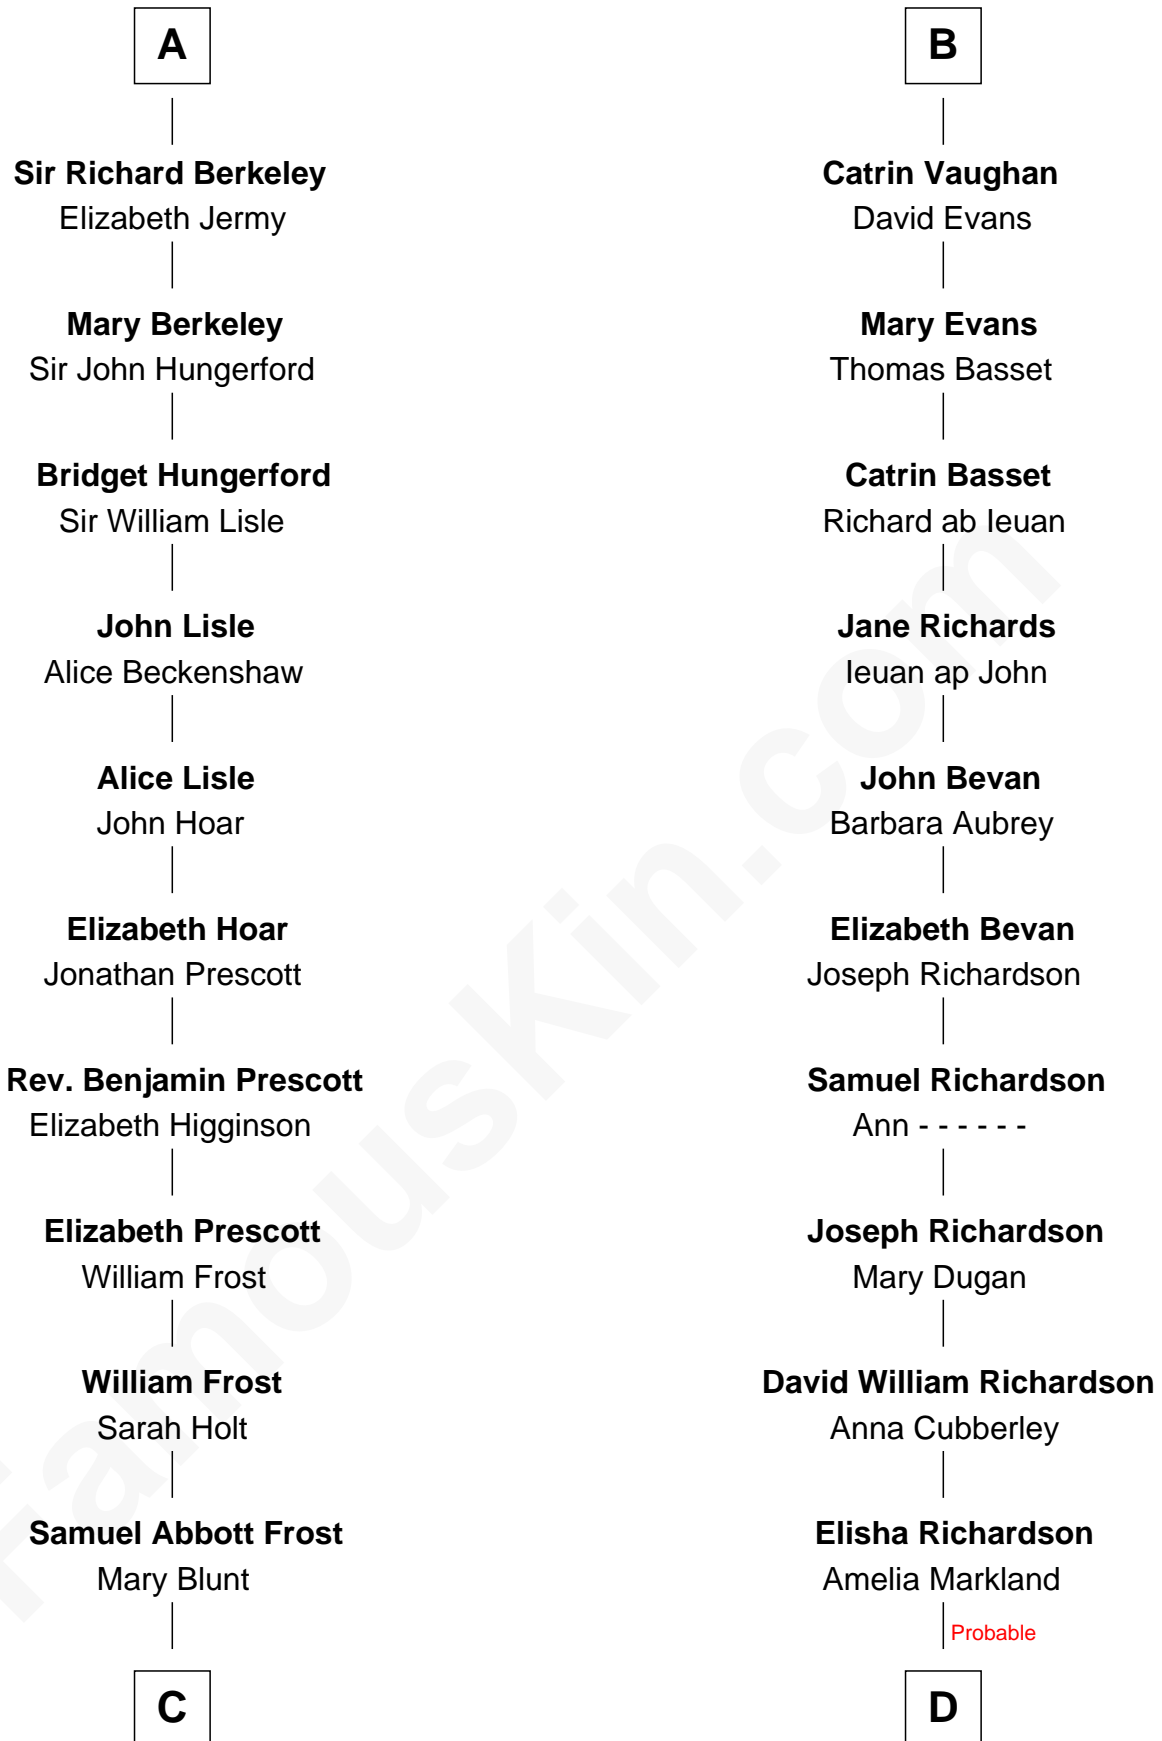 A
Sir Richard Berkeley
Elizabeth Jermy
Mary Berkeley
Sir John Hungerford
Bridget Hungerford
Sir William Lisle
John Lisle
Alice Beckenshaw
Alice Lisle
John Hoar
Elizabeth Hoar
Jonathan Prescott
Rev. Benjamin Prescott
Elizabeth Higginson
Elizabeth Prescott
William Frost
William Frost
Sarah Holt
Samuel Abbott Frost
Mary Blunt
C
B
Catrin Vaughan
David Evans
Mary Evans
Thomas Basset
Catrin Basset
Richard ab Ieuan
Jane Richards
Ieuan ap John
John Bevan
Barbara Aubrey
Elizabeth Bevan
Joseph Richardson
Samuel Richardson
Ann - - - - - -
Joseph Richardson
Mary Dugan
David William Richardson
Anna Cubberley
Elisha Richardson
Amelia Markland
Probable
D
FamousKin.com